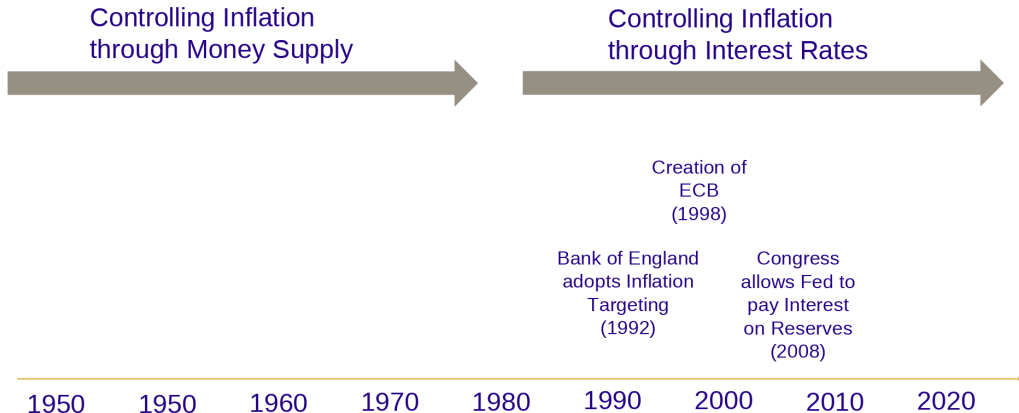 Controlling Inflation
through Money Supply
Controlling Inflation
through Interest Rates
Creation of
ECB
(1998)
Bank of England
adopts Inflation
Targeting
(1992)
Congress
allows Fed to
pay Interest
on Reserves
(2008)
1950 1950 1960 1970 1980 1990 2000 2010 2020